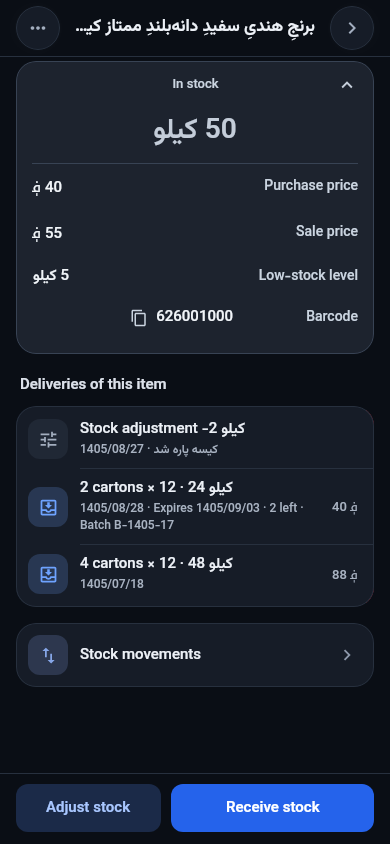 برنجِ هندیِ سفیدِ دانه‌بلندِ ممتاز کیـ...
In stock
50 کیلو
Purchase price
40 ؋
Sale price
55 ؋
Low-stock level
5 کیلو
Barcode
626001000
Deliveries of this item
Stock adjustment -2 کیلو
1405/08/27 · کیسه پاره شد
2 cartons × 12 · 24 کیلو
1405/08/28 · Expires 1405/09/03 · 2 left ·
Batch B-1405-17
40 ؋
4 cartons × 12 · 48 کیلو
1405/07/18
88 ؋
Stock movements
Adjust stock
Receive stock